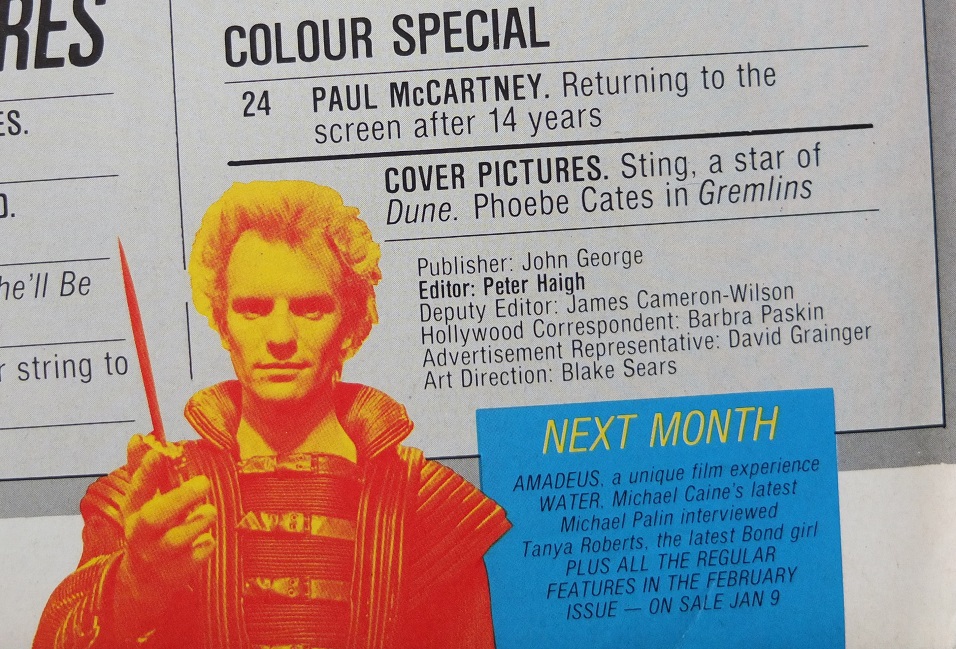 RES
ES.
D.
he'll Be
r string to
COLOUR SPECIAL
24 PAUL McCARTNEY. Returning to the
screen after 14 years
COVER PICTURES. Sting, a star of
Dune. Phoebe Cates in Gremlins
Publisher: John George
Editor: Peter Haigh
Deputy Editor: James Cameron-Wilson
Hollywood Correspondent: Barbra Paskin
Advertisement Representative: David Grainger
Art Direction: Blake Sears
NEXT MONTH
AMADEUS, a unique film experience
WATER, Michael Caine's latest
Michael Palin interviewed
Tanya Roberts, the latest Bond girl
PLUS ALL THE REGULAR
FEATURES IN THE FEBRUARY
ISSUE — ON SALE JAN 9